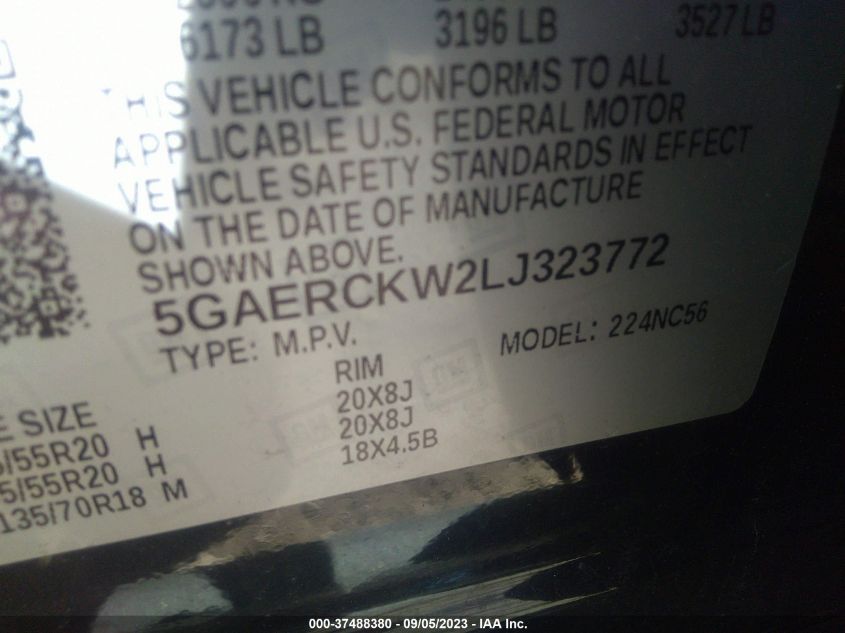 6173 LB 3196 LB 3527 LB
THIS VEHICLE CONFORMS TO ALL
APPLICABLE U.S. FEDERAL MOTOR
VEHICLE SAFETY STANDARDS IN EFFECT
ON THE DATE OF MANUFACTURE
SHOWN ABOVE.
5GAERCKW2LJ323772
TYPE: M.P.V. MODEL: 224NC56
E SIZE RIM
/55R20 H 20X8J
5/55R20 H 20X8J
135/70R18 M 18X4.5B
000-37488380 - 09/05/2023 - IAA Inc.